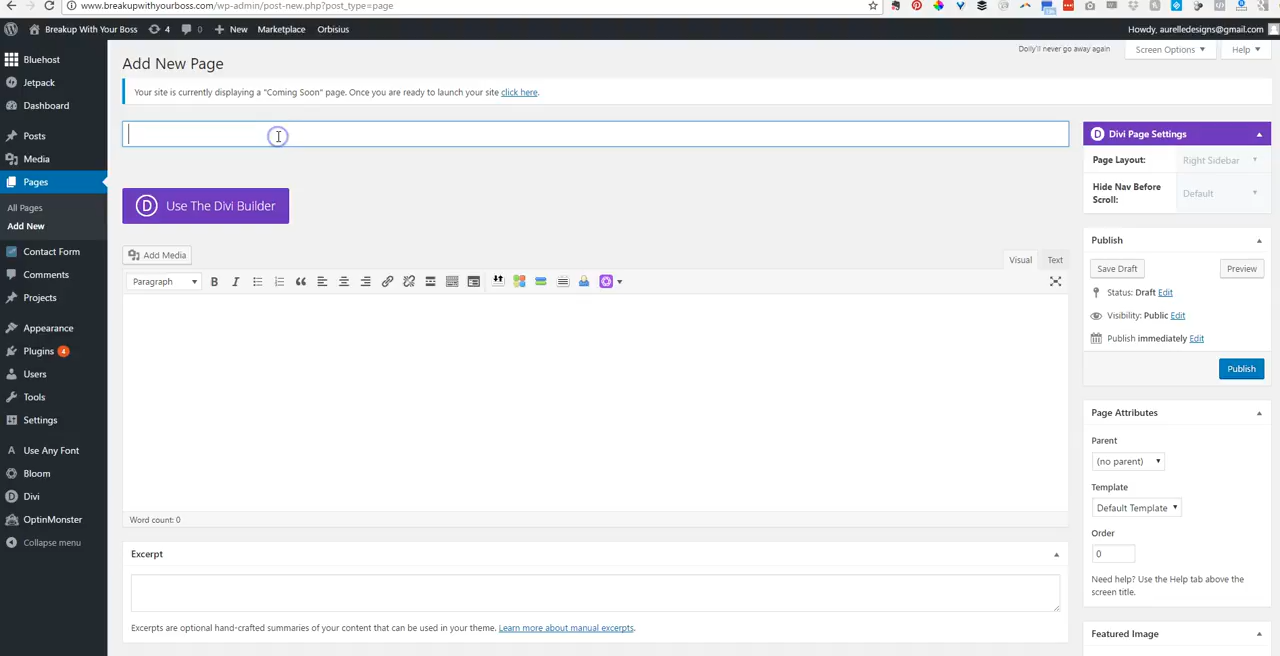 www.breakupwithyourboss.com/wp-admin/post-new.php?post_type=page
Breakup With Your Boss 4 0 New Marketplace Orbisius Howdy, aurelledesigns@gmail.com
Bluehost
Jetpack
Dashboard
Posts
Media
Pages
All Pages
Add New
Contact Form
Comments
Projects
Appearance
Plugins 4
Users
Tools
Settings
Use Any Font
Bloom
Divi
OptinMonster
Collapse menu
Dolly'll never go away again
Screen Options
Help
Add New Page
Your site is currently displaying a "Coming Soon" page. Once you are ready to launch your site click here.
D Use The Divi Builder
Add Media
Visual Text
Paragraph B I
Word count: 0
Excerpt
Excerpts are optional hand-crafted summaries of your content that can be used in your theme. Learn more about manual excerpts.
D Divi Page Settings
Page Layout: Right Sidebar
Hide Nav Before Scroll: Default
Publish
Save Draft Preview
Status: Draft Edit
Visibility: Public Edit
Publish immediately Edit
Publish
Page Attributes
Parent
(no parent)
Template
Default Template
Order
0
Need help? Use the Help tab above the
screen title.
Featured Image